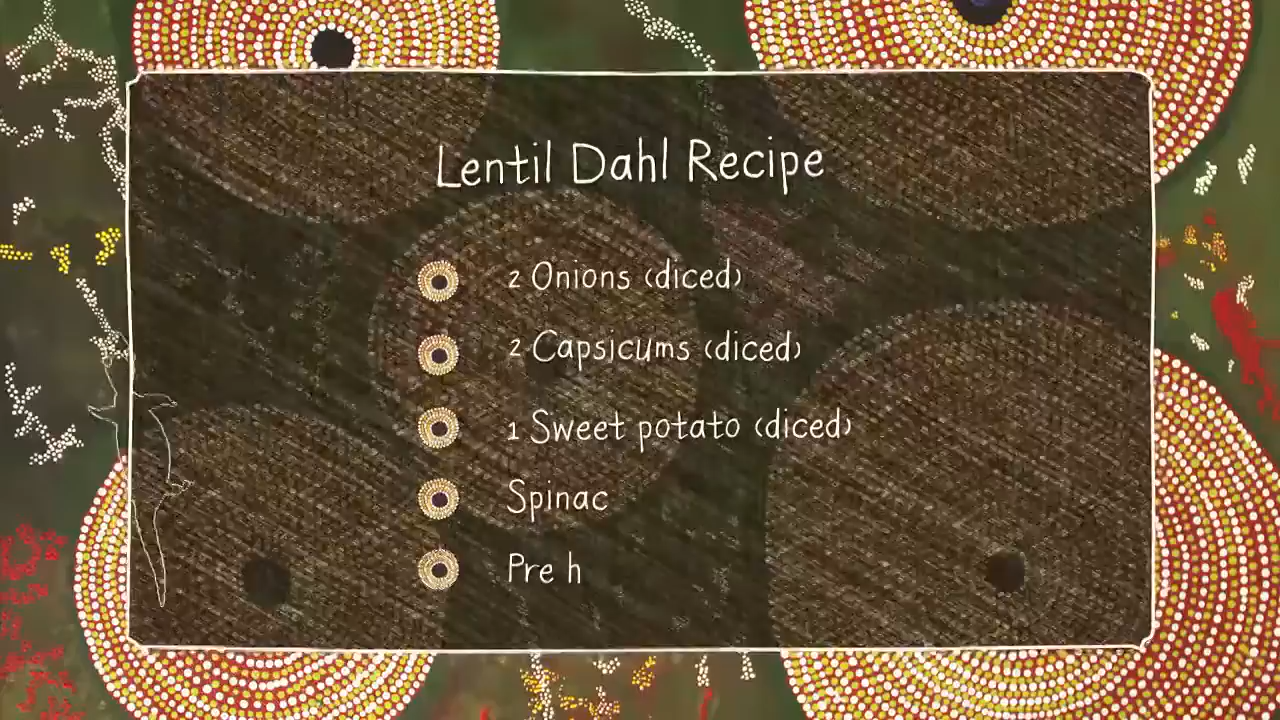 Lentil Dahl Recipe
2 Onions (diced)
2 Capsicums (diced)
1 Sweet potato (diced)
Spinac
Pre h